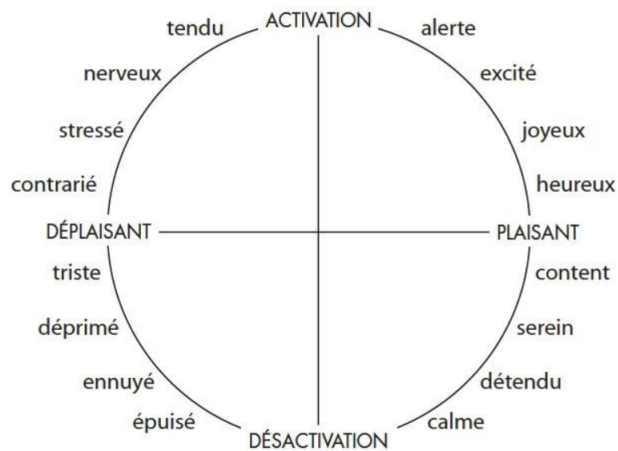 ACTIVATION
tendu
alerte
nerveux
excité
stressé
joyeux
contrarié
heureux
DÉPLAISANT
PLAISANT
triste
content
déprimé
serein
ennuyé
détendu
épuisé
calme
DÉSACTIVATION